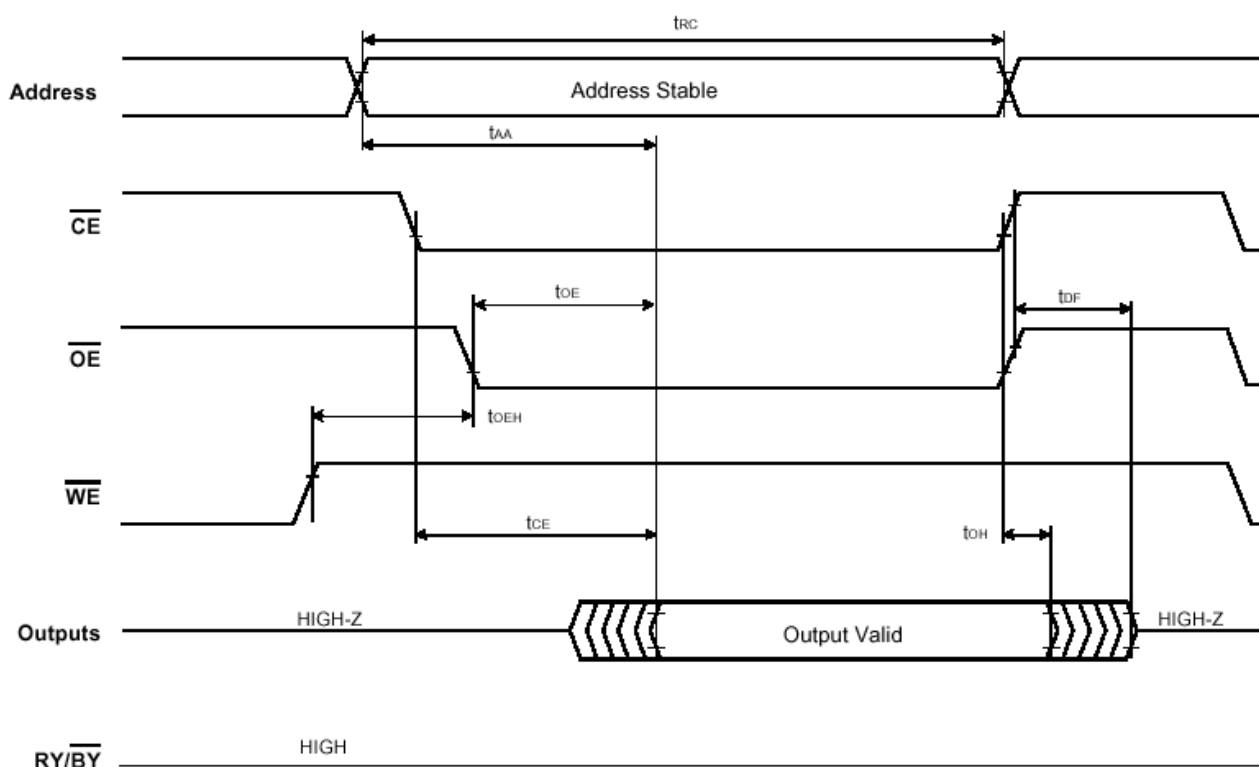 tRC
Address
Address Stable
tAA
CE
tOE
tDF
OE
tOEH
WE
tCE
tOH
HIGH-Z
HIGH-Z
Outputs
Output Valid
HIGH
RY/BY